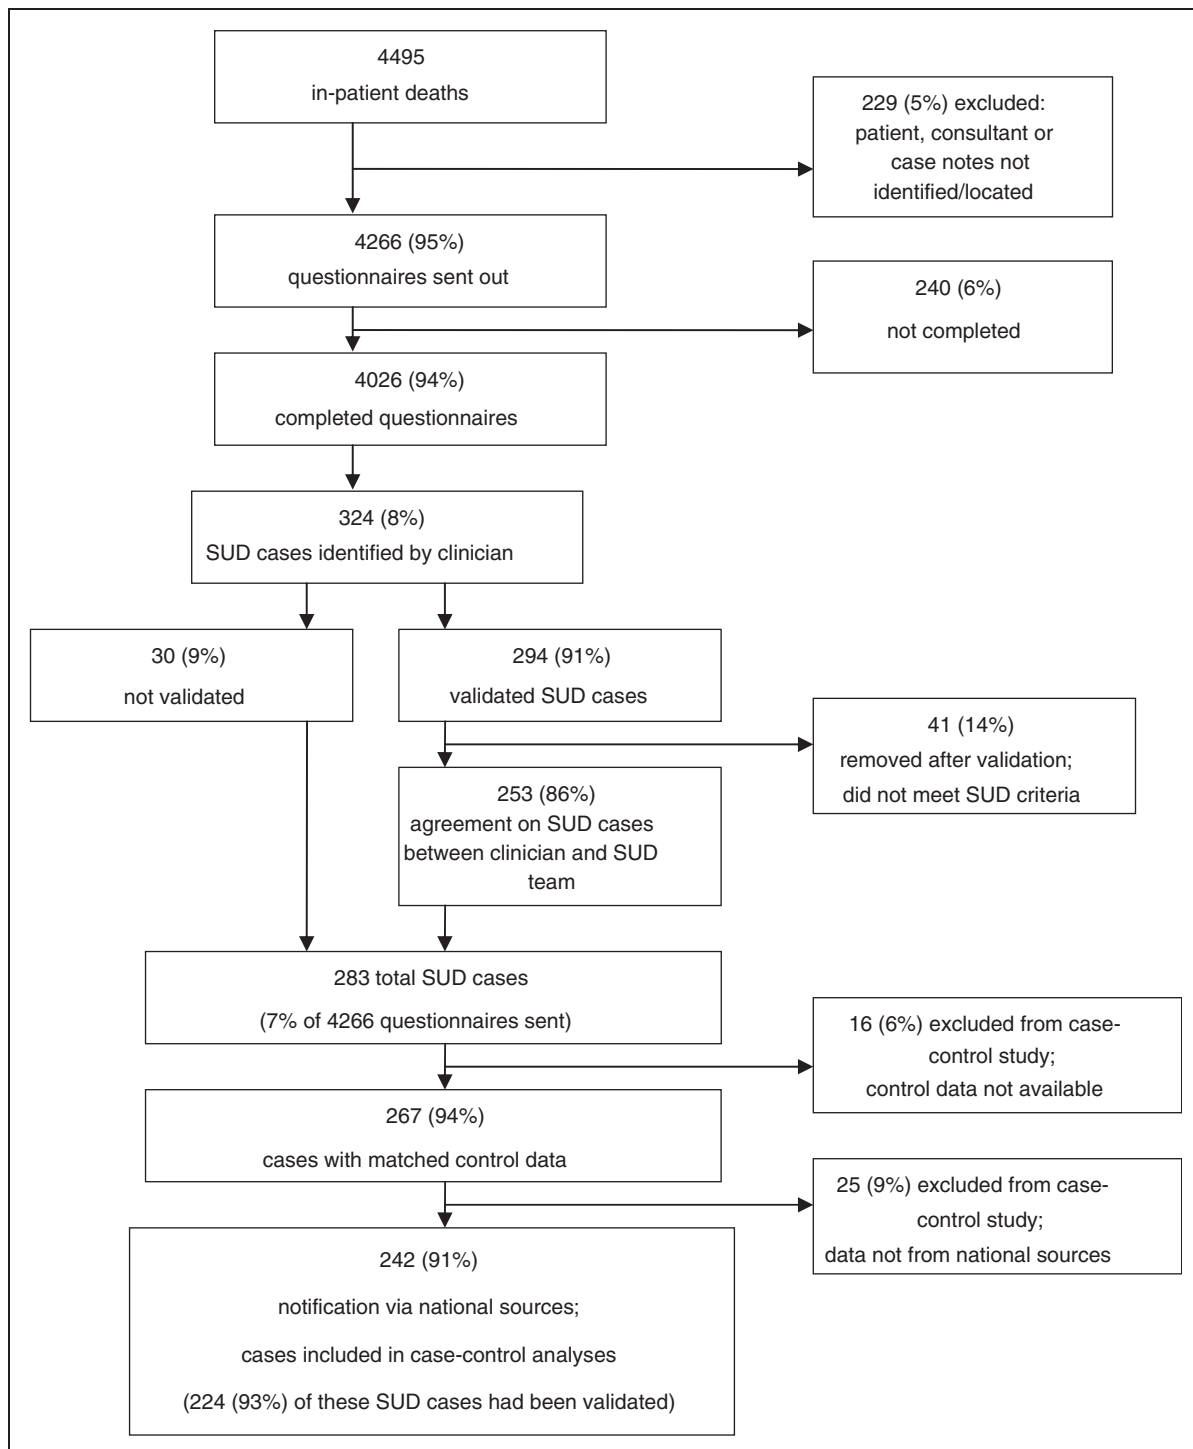 4495
in-patient deaths
229 (5%) excluded:
patient, consultant or
case notes not
identified/located
4266 (95%)
questionnaires sent out
240 (6%)
not completed
4026 (94%)
completed questionnaires
324 (8%)
SUD cases identified by clinician
30 (9%)
not validated
294 (91%)
validated SUD cases
41 (14%)
removed after validation;
did not meet SUD criteria
253 (86%)
agreement on SUD cases
between clinician and SUD
team
283 total SUD cases
(7% of 4266 questionnaires sent)
16 (6%) excluded from case-
control study;
control data not available
267 (94%)
cases with matched control data
25 (9%) excluded from case-
control study;
data not from national sources
242 (91%)
notification via national sources;
cases included in case-control analyses
(224 (93%) of these SUD cases had been validated)